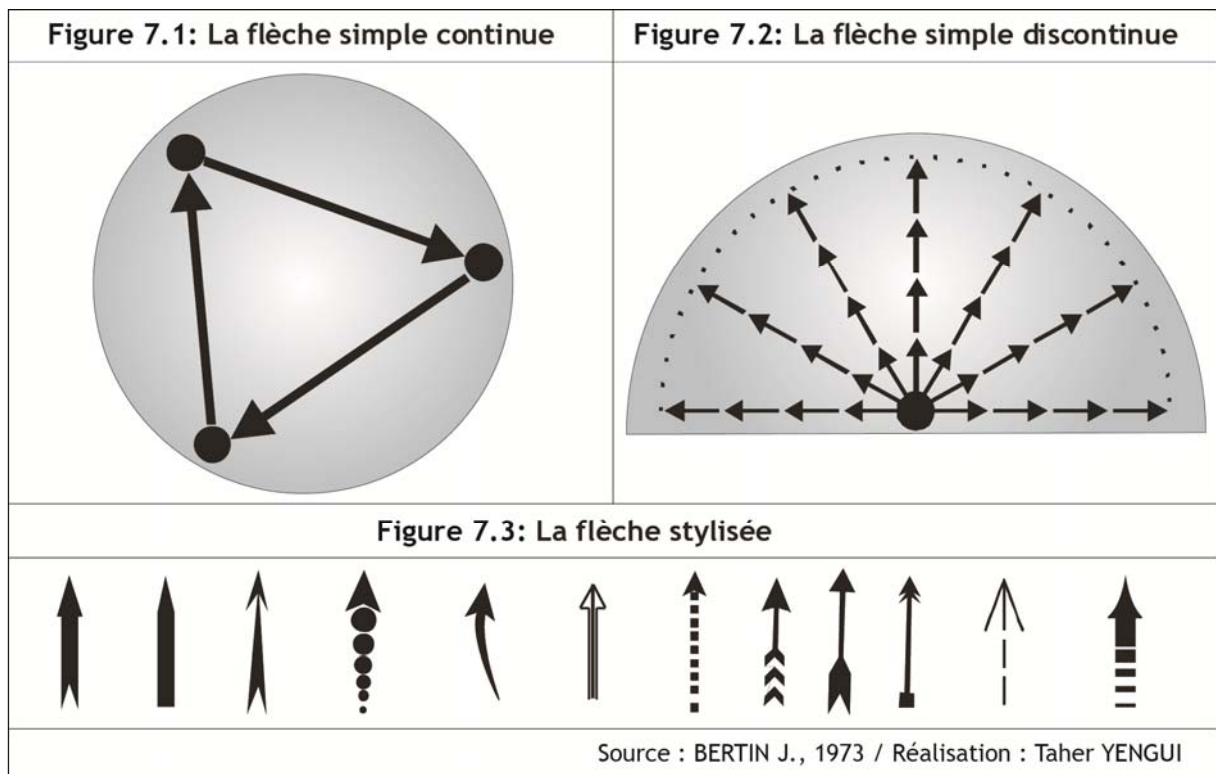 Figure 7.1: La flèche simple continue
Figure 7.2: La flèche simple discontinue
Figure 7.3: La flèche stylisée
Source : BERTIN J., 1973 / Réalisation : Taher YENGUI